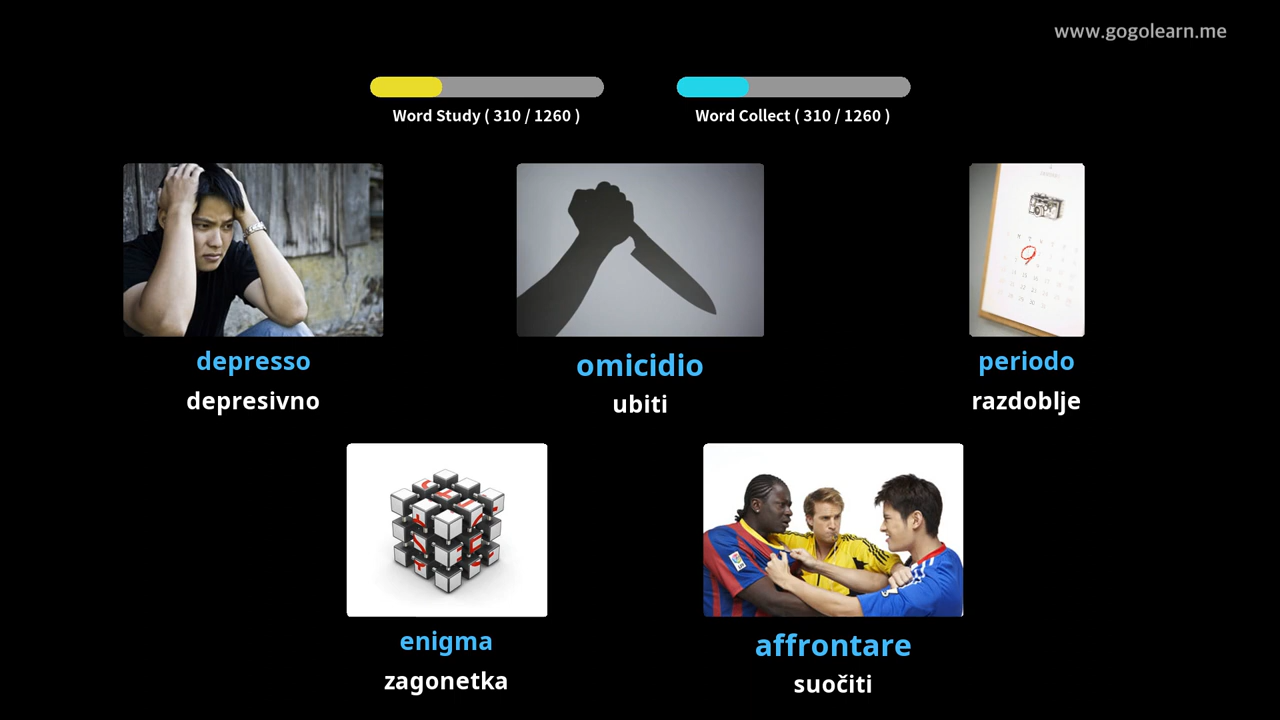 www.gogolearn.me
Word Study ( 310 / 1260 )
Word Collect ( 310 / 1260 )
depresso
omicidio
periodo
depresivno
ubiti
razdoblje
enigma
affrontare
zagonetka
suočiti